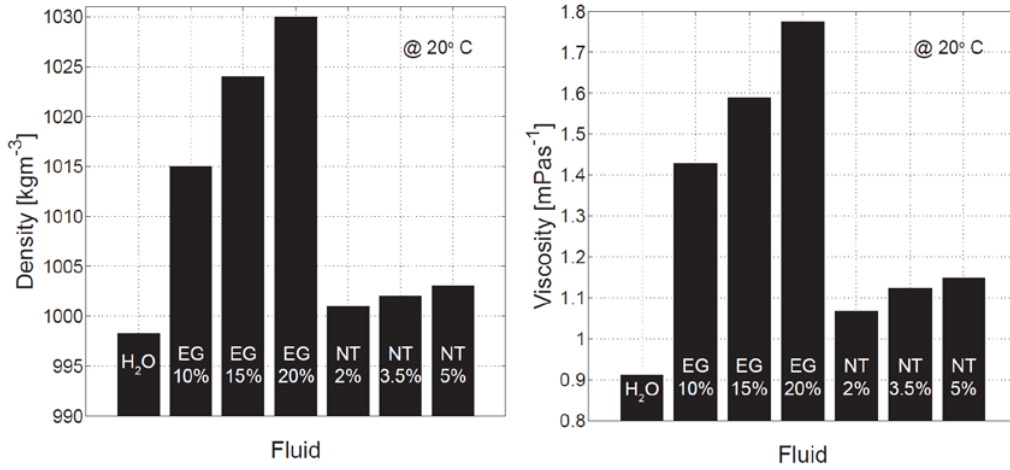 1030
1025
1020
1015
1010
1005
1000
995
990
Density [kgm-3]
@ 20o C
H2O
EG
10%
EG
15%
EG
20%
NT
2%
NT
3.5%
NT
5%
Fluid
1.8
1.7
1.6
1.5
1.4
1.3
1.2
1.1
1
0.9
0.8
Viscosity [mPas-1]
@ 20o C
H2O
EG
10%
EG
15%
EG
20%
NT
2%
NT
3.5%
NT
5%
Fluid